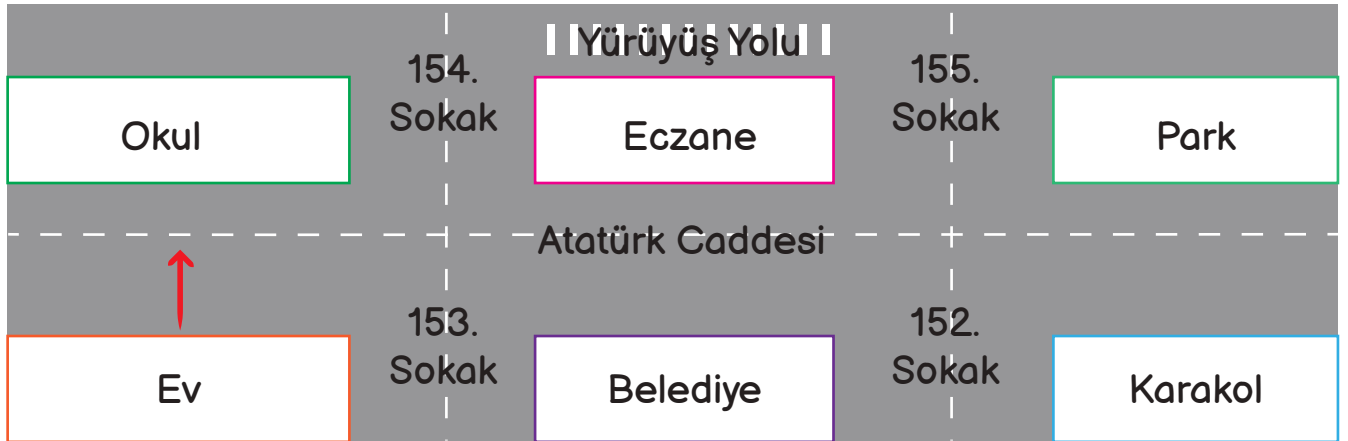 Yürüyüş Yolu
154.
Sokak
155.
Sokak
Okul
Eczane
Park
Atatürk Caddesi
153.
Sokak
152.
Sokak
Ev
Belediye
Karakol